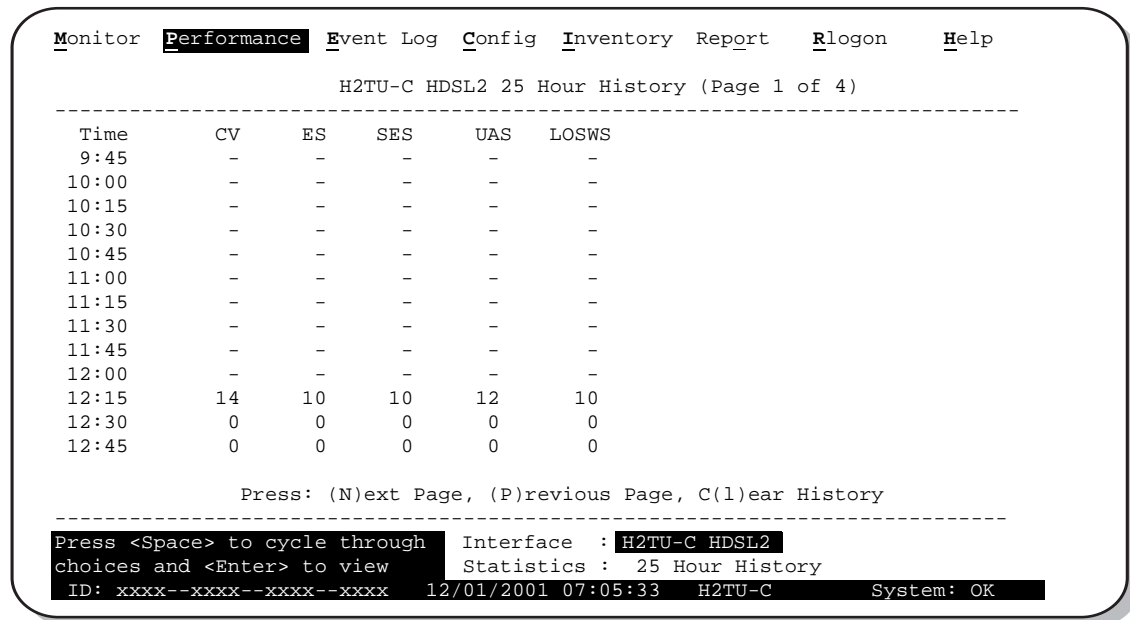 Monitor Performance Event Log Config Inventory Report Rlogon Help
H2TU-C HDSL2 25 Hour History (Page 1 of 4)
--------------------------------------------------------------------------------
Time CV ES SES UAS LOSWS
9:45 - - - - -
10:00 - - - - -
10:15 - - - - -
10:30 - - - - -
10:45 - - - - -
11:00 - - - - -
11:15 - - - - -
11:30 - - - - -
11:45 - - - - -
12:00 - - - - -
12:15 14 10 10 12 10
12:30 0 0 0 0 0
12:45 0 0 0 0 0
Press: (N)ext Page, (P)revious Page, C(l)ear History
-------------------------------------------------------------------------------
Press <Space> to cycle through Interface : H2TU-C HDSL2
choices and <Enter> to view Statistics : 25 Hour History
ID: xxxx--xxxx--xxxx--xxxx 12/01/2001 07:05:33 H2TU-C System: OK